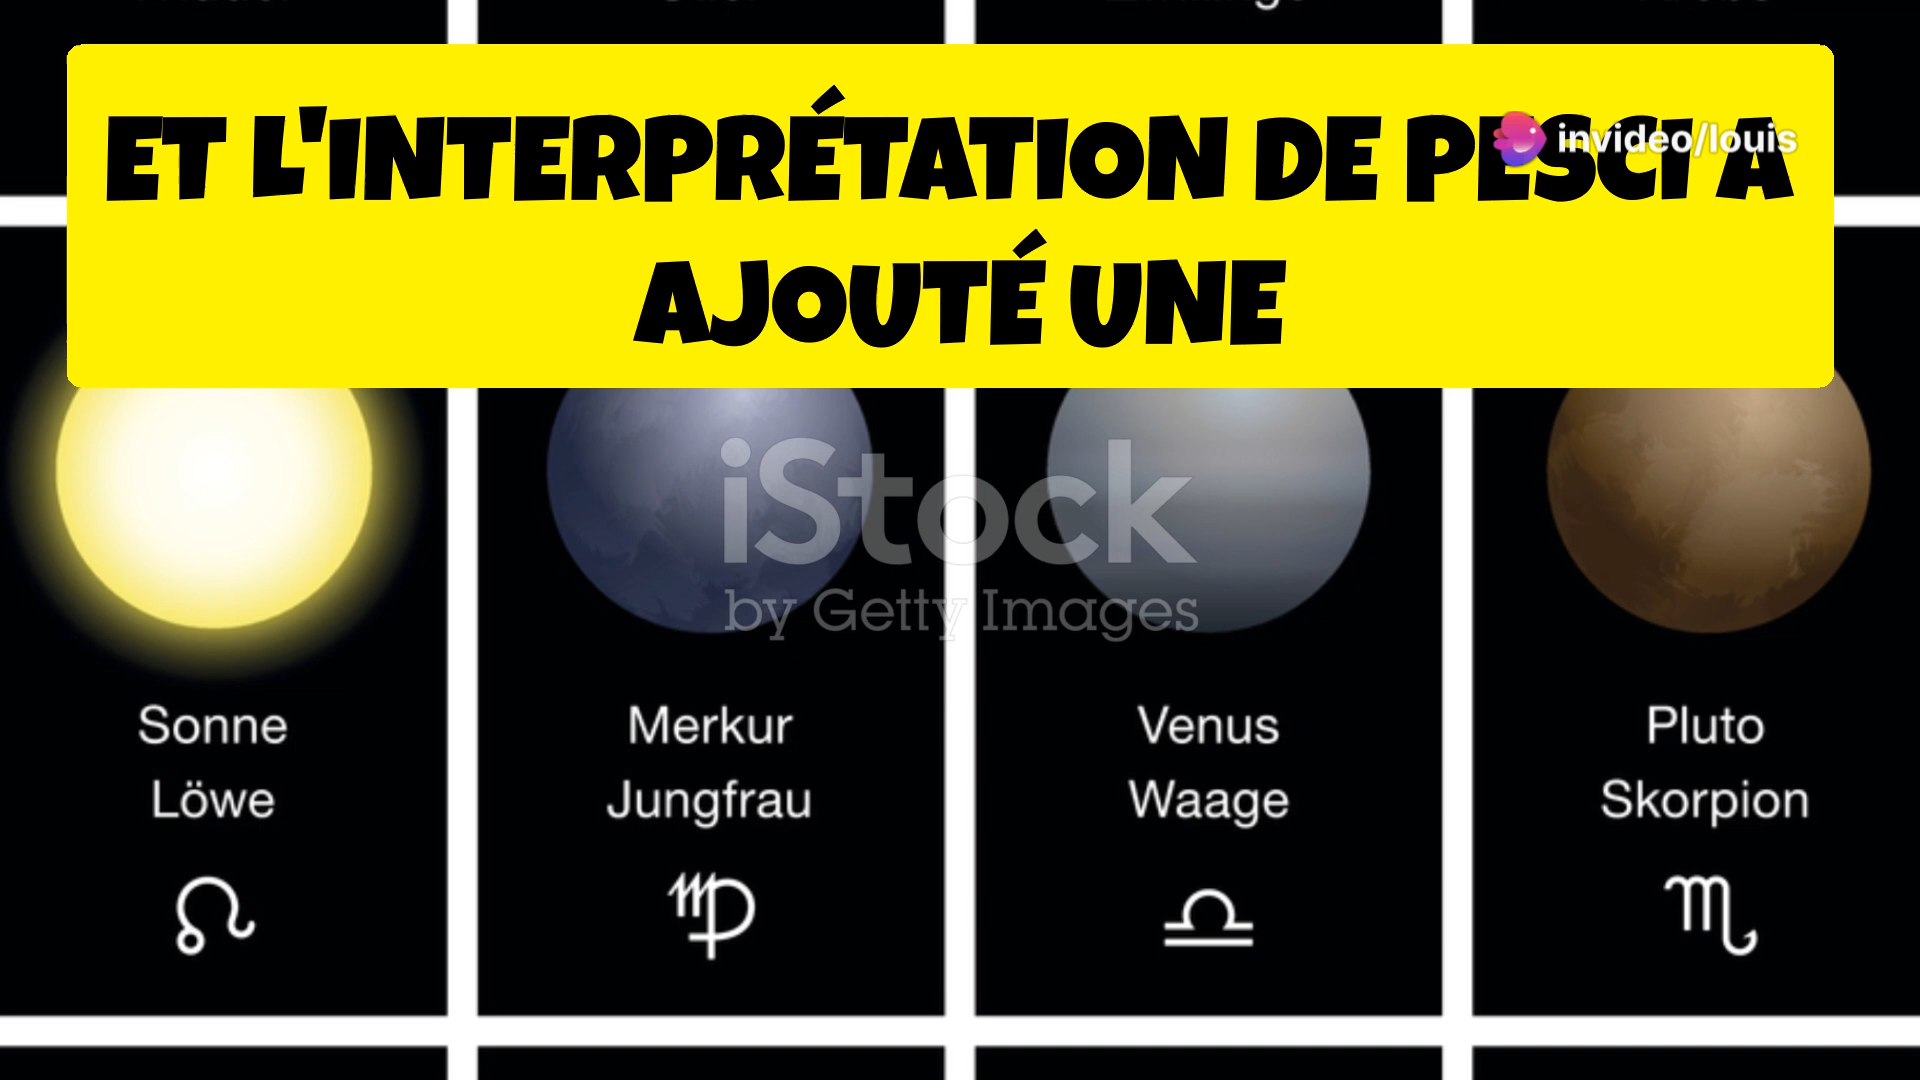 ET L'INTERPRÉTATION DE PESCI A
invideo/louis
AJOUTÉ UNE
iStock
by Getty Images
Sonne
Löwe
Merkur
Jungfrau
Venus
Waage
Pluto
Skorpion